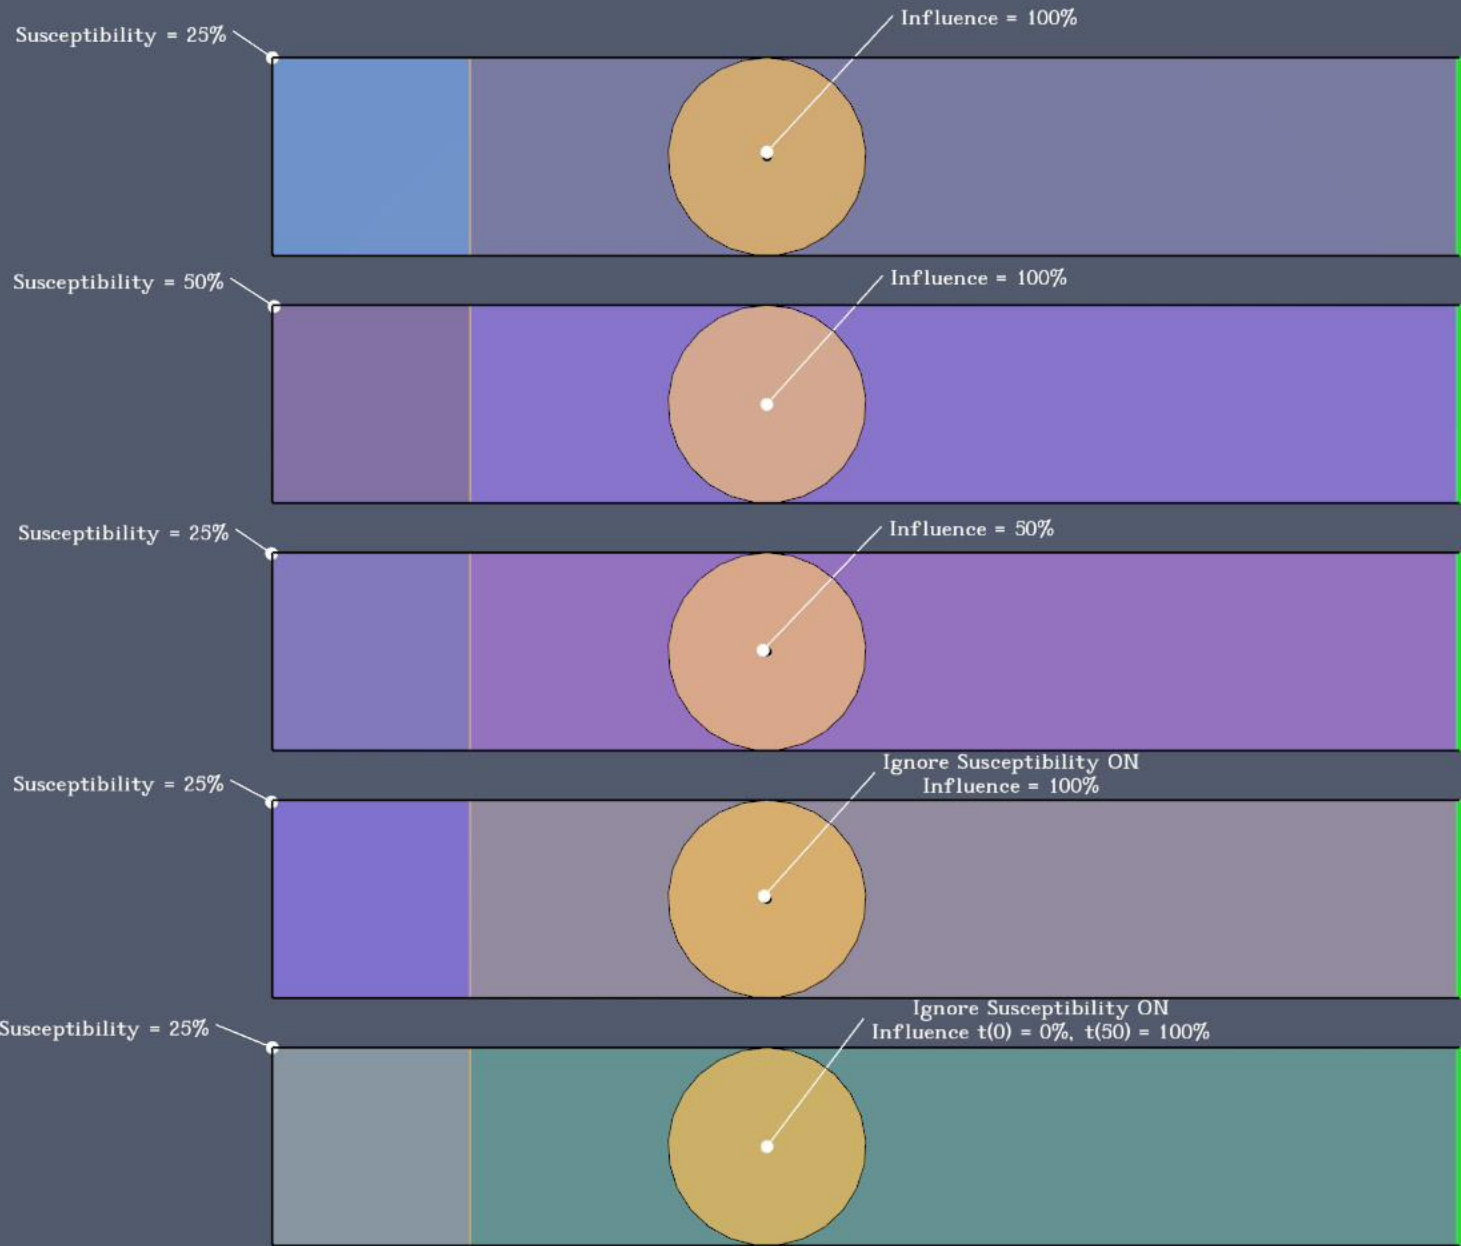 Susceptibility = 25%
Influence = 100%
Susceptibility = 50%
Influence = 100%
Susceptibility = 25%
Influence = 50%
Susceptibility = 25%
Ignore Susceptibility ON
Influence = 100%
Susceptibility = 25%
Ignore Susceptibility ON
Influence t(0) = 0%, t(50) = 100%